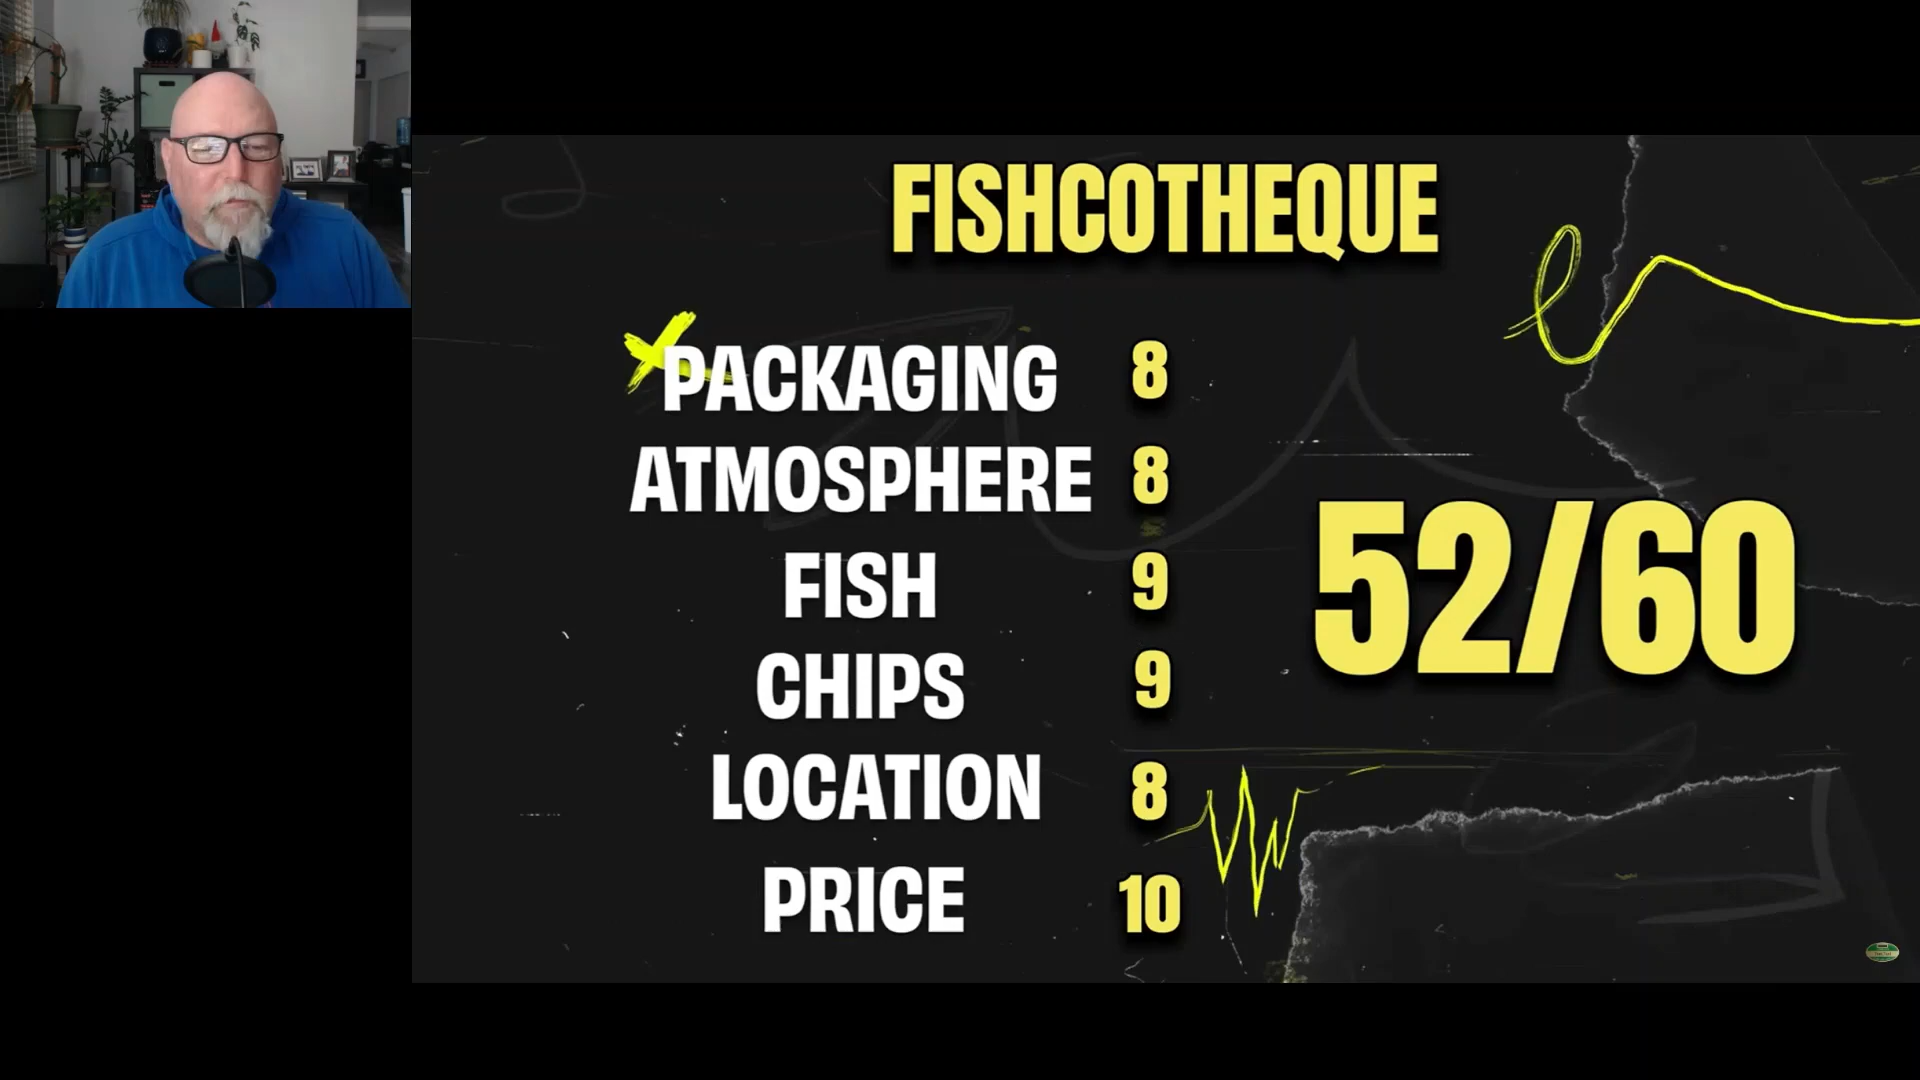 FISHCOTHEQUE
PACKAGING 8
ATMOSPHERE 8
FISH 9
CHIPS 9
LOCATION 8
PRICE 10
52/60